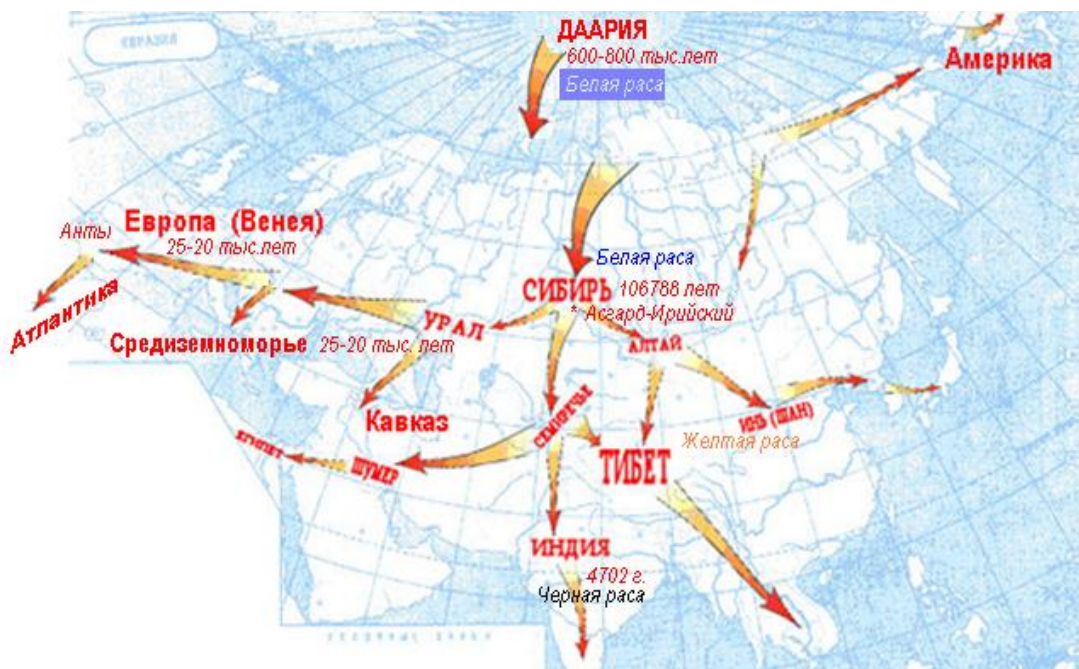 ЕВРАЗИЯ
ДААРИЯ
600-800 тыс.лет
Белая раса
Америка
Анты
Европа (Венея)
25-20 тыс.лет
Атлантика
Белая раса
СИБИРЬ 106788 лет
* Асгард-Ирийский
УРАЛ
АЛТАЙ
Средиземноморье 25-20 тыс. лет
Кавказ
СЕМИРЕЧЬЕ
ИНЬ (ШАН)
Желтая раса
ЕГИПЕТ
ШУМЕР
ТИБЕТ
ИНДИЯ
4702 г.
Черная раса